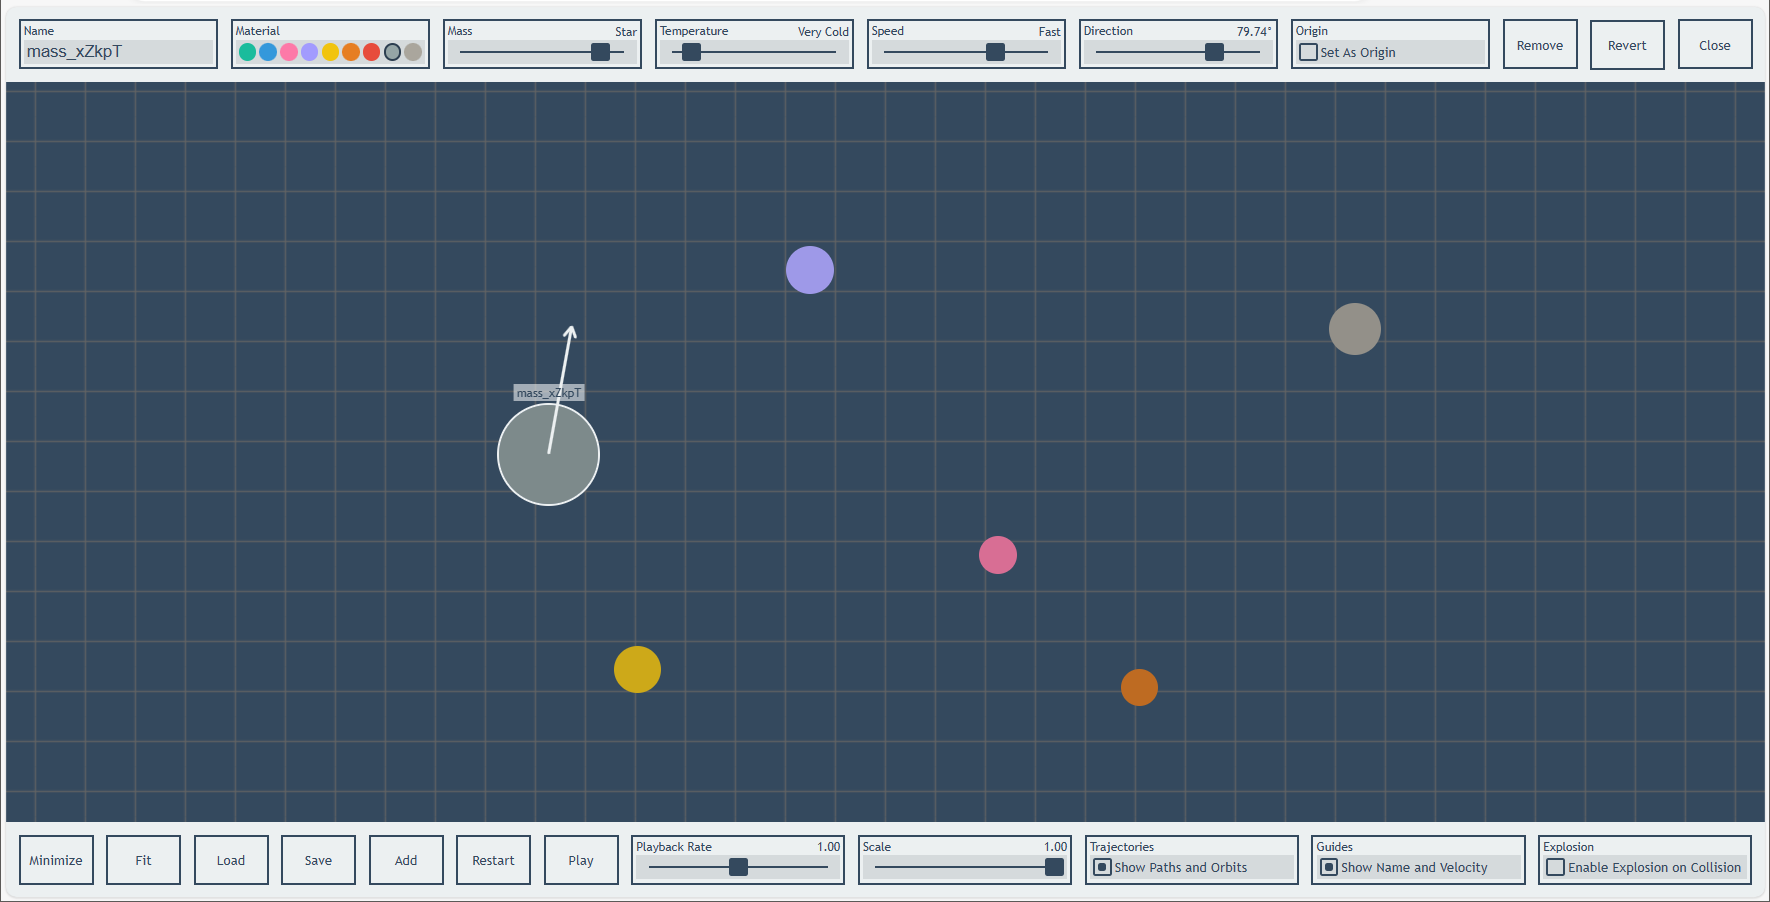 Name
mass_xZkpT
Material
Mass Star
Temperature Very Cold
Speed Fast
Direction 79.74°
Origin
Set As Origin
Remove
Revert
Close
mass_xZkpT
Minimize
Fit
Load
Save
Add
Restart
Play
Playback Rate 1.00
Scale 1.00
Trajectories
Show Paths and Orbits
Guides
Show Name and Velocity
Explosion
Enable Explosion on Collision